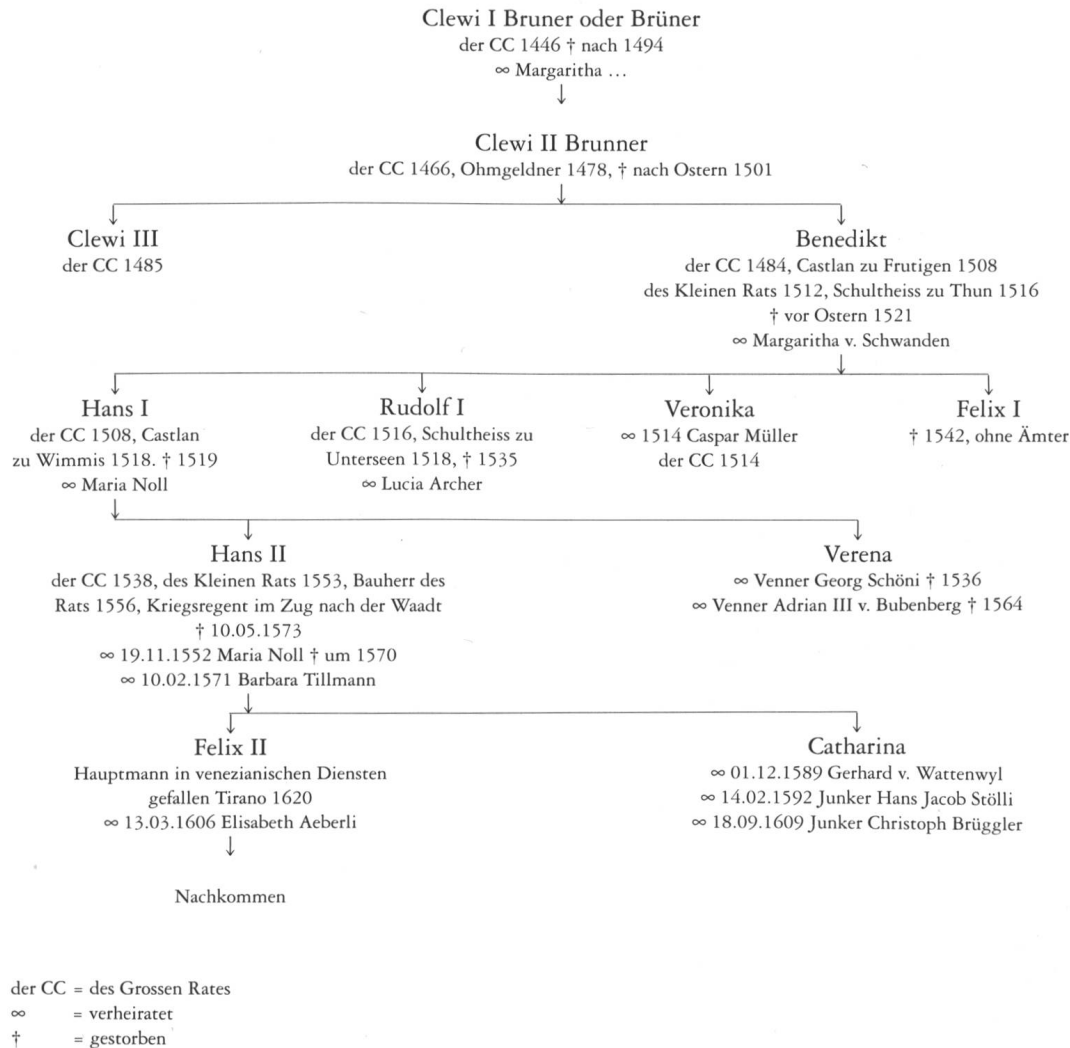 Clewi I Bruner oder Brüner
der CC 1446 † nach 1494
∞ Margaritha ...
Clewi II Brunner
der CC 1466, Ohmgeldner 1478, † nach Ostern 1501
Clewi III
der CC 1485
Benedikt
der CC 1484, Castlan zu Frutigen 1508
des Kleinen Rats 1512, Schultheiss zu Thun 1516
† vor Ostern 1521
∞ Margaritha v. Schwanden
Hans I
der CC 1508, Castlan
zu Wimmis 1518. † 1519
∞ Maria Noll
Rudolf I
der CC 1516, Schultheiss zu
Unterseen 1518, † 1535
∞ Lucia Archer
Veronika
∞ 1514 Caspar Müller
der CC 1514
Felix I
† 1542, ohne Ämter
Hans II
der CC 1538, des Kleinen Rats 1553, Bauherr des
Rats 1556, Kriegsregent im Zug nach der Waadt
† 10.05.1573
∞ 19.11.1552 Maria Noll † um 1570
∞ 10.02.1571 Barbara Tillmann
Verena
∞ Venner Georg Schöni † 1536
∞ Venner Adrian III v. Bubenberg † 1564
Felix II
Hauptmann in venezianischen Diensten
gefallen Tirano 1620
∞ 13.03.1606 Elisabeth Aeberli
Catharina
∞ 01.12.1589 Gerhard v. Wattenwyl
∞ 14.02.1592 Junker Hans Jacob Stölli
∞ 18.09.1609 Junker Christoph Brüggler
Nachkommen
der CC = des Grossen Rates
∞ = verheiratet
† = gestorben